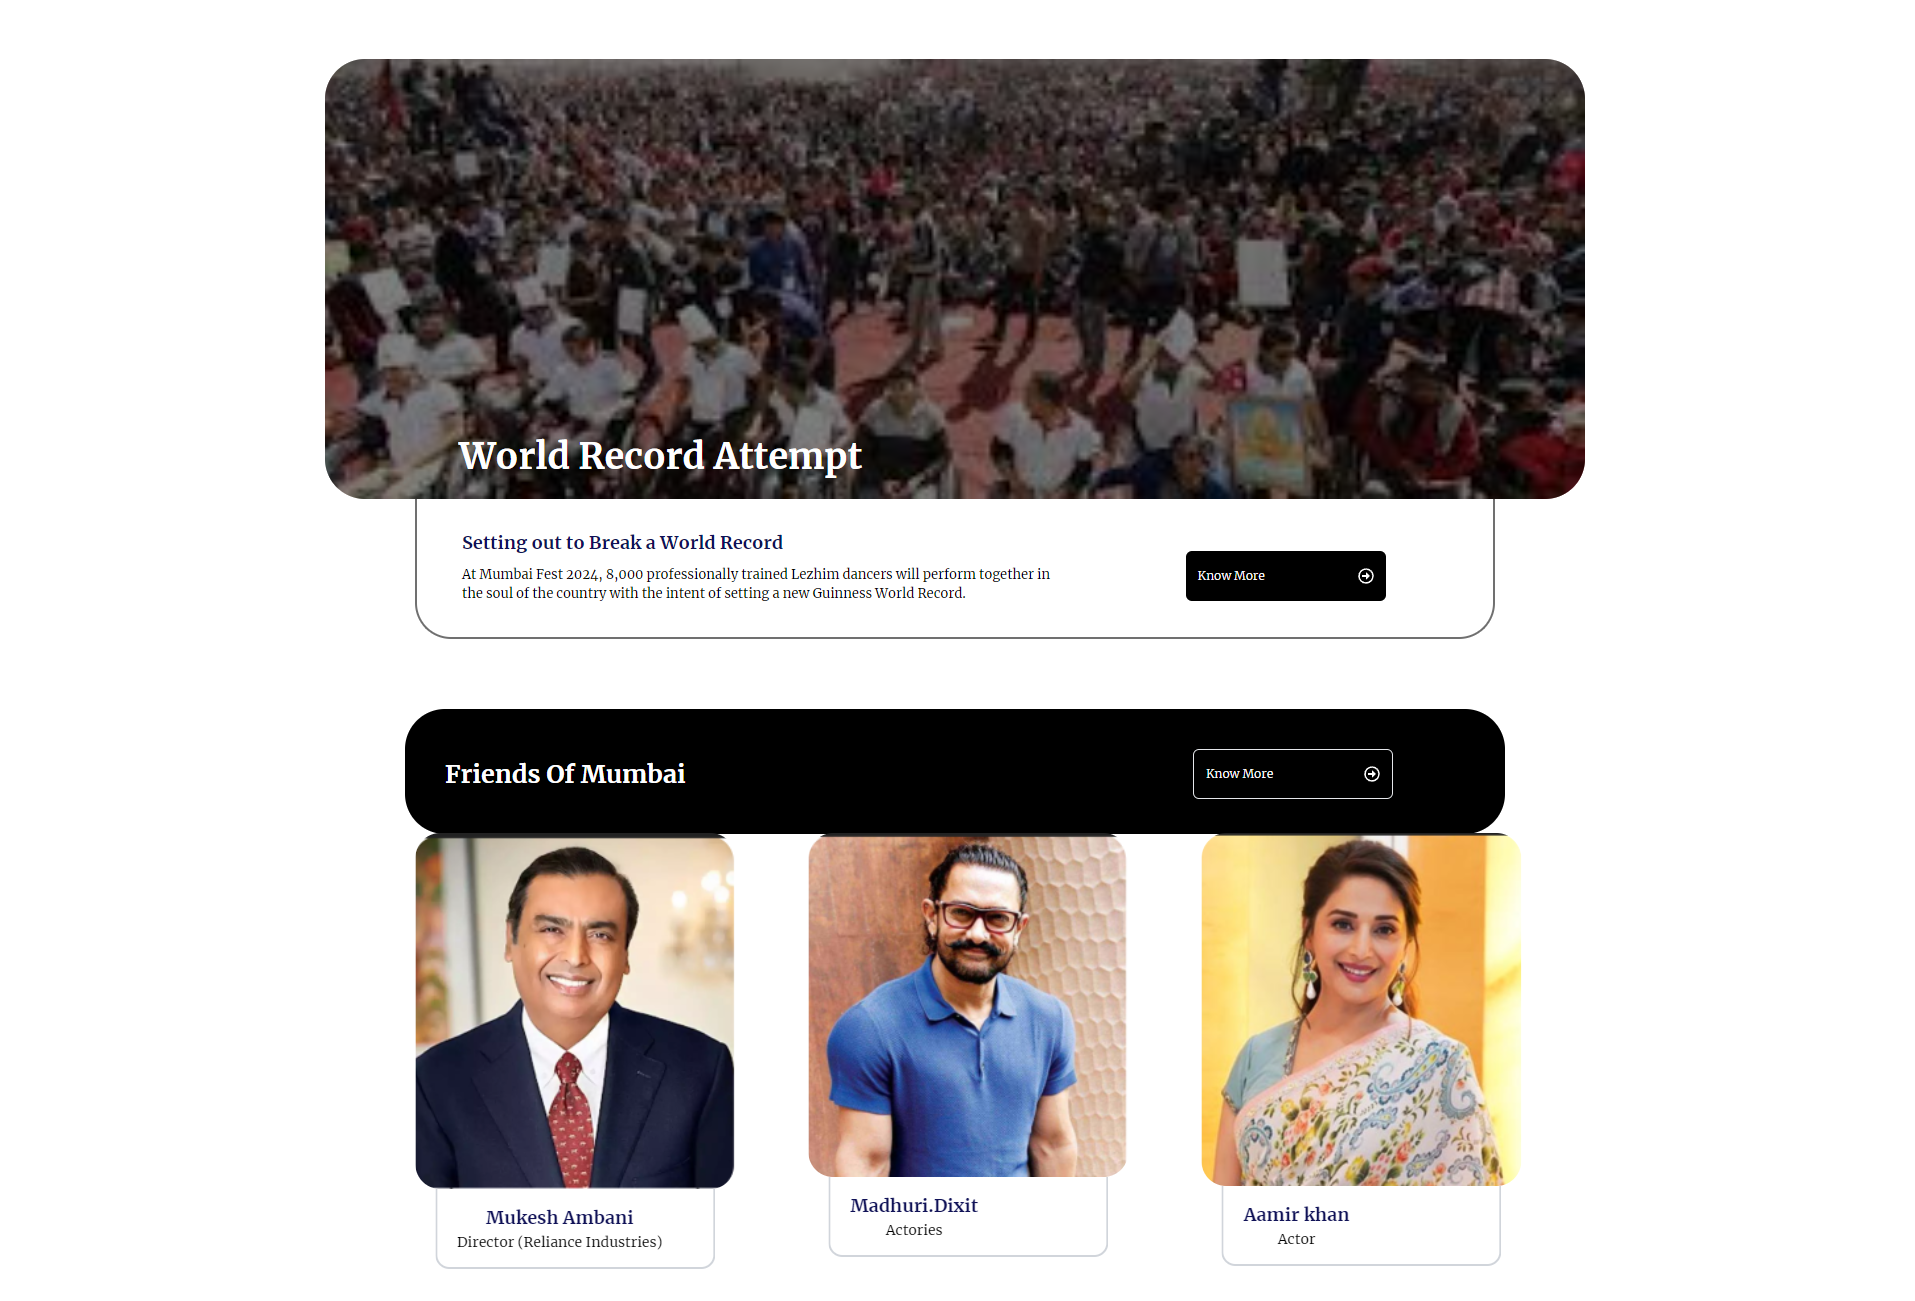 World Record Attempt
Setting out to Break a World Record
At Mumbai Fest 2024, 8,000 professionally trained Lezhim dancers will perform together in
the soul of the country with the intent of setting a new Guinness World Record.
Know More
Friends Of Mumbai
Know More
Mukesh Ambani
Director (Reliance Industries)
Madhuri.Dixit
Actories
Aamir khan
Actor